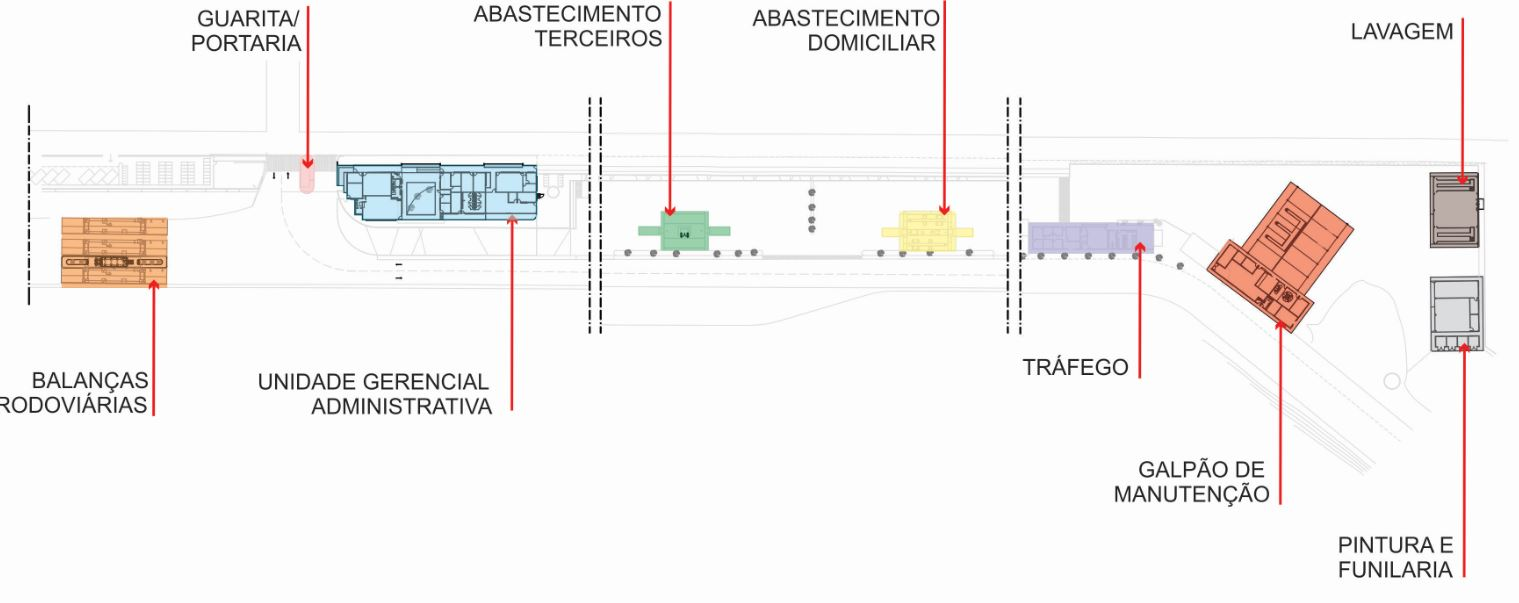 GUARITA/
PORTARIA
ABASTECIMENTO
TERCEIROS
ABASTECIMENTO
DOMICILIAR
LAVAGEM
BALANÇAS
RODOVIÁRIAS
UNIDADE GERENCIAL
ADMINISTRATIVA
TRÁFEGO
GALPÃO DE
MANUTENÇÃO
PINTURA E
FUNILARIA